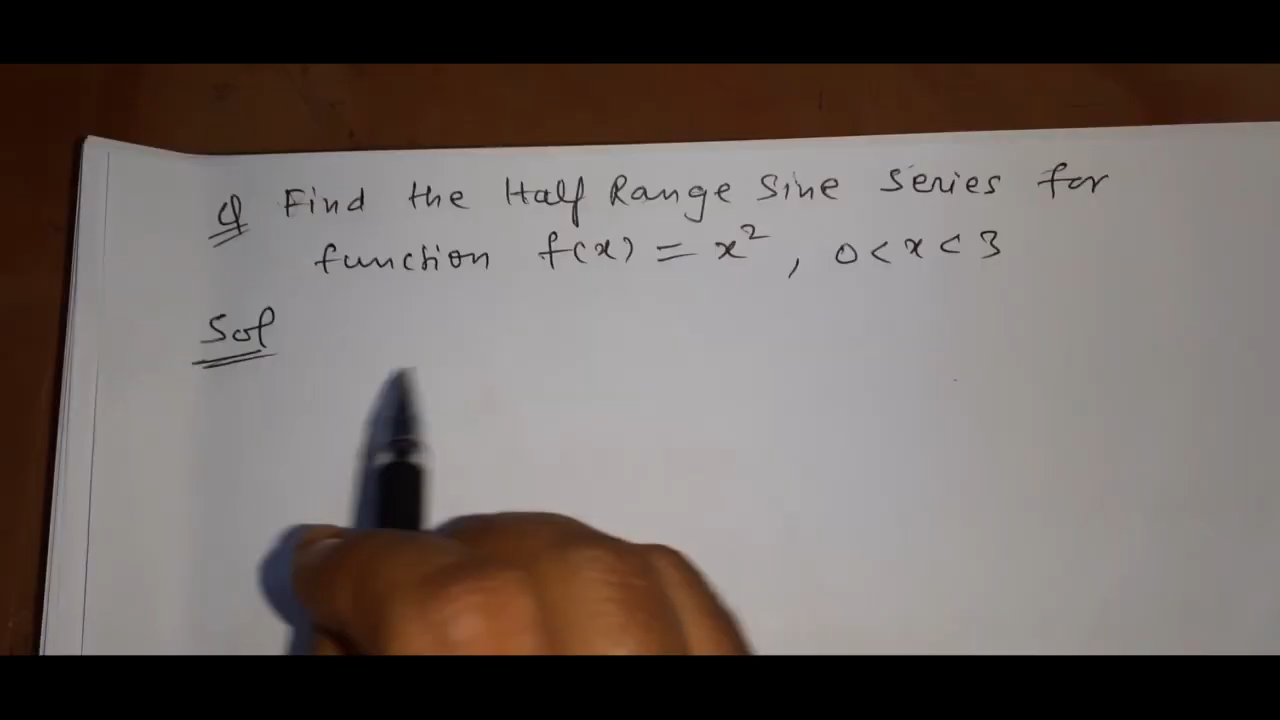 Q Find the Half Range Sine Series for
function f(x) = x², 0 < x < 3
Sol